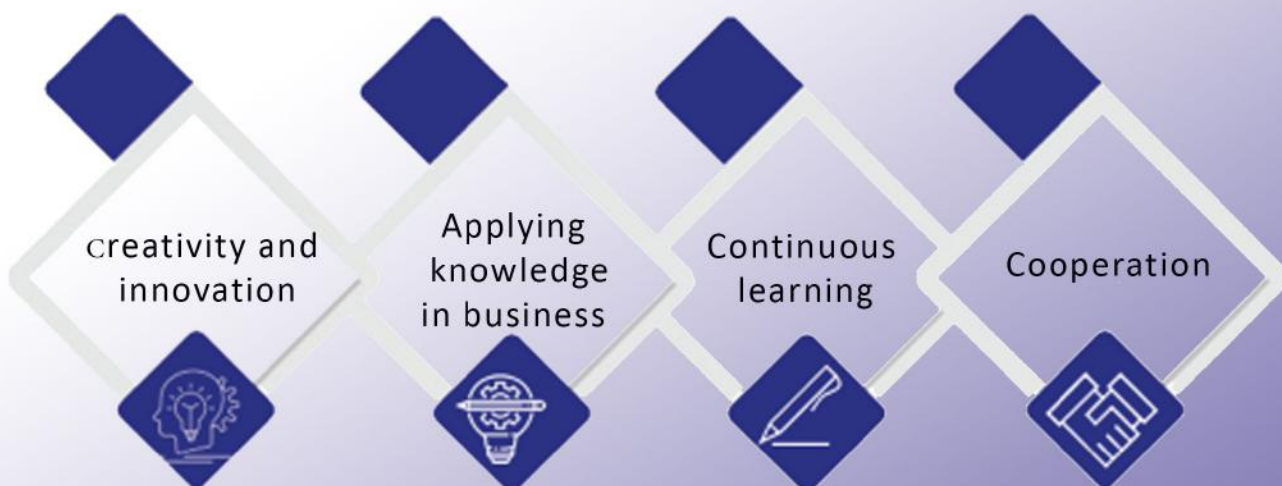 Creativity and
innovation
Applying
knowledge
in business
Continuous
learning
Cooperation